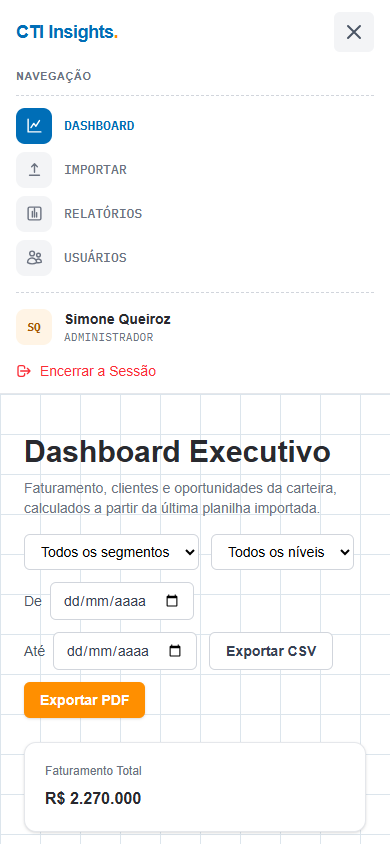 CTI Insights.
NAVEGAÇÃO
DASHBOARD
IMPORTAR
RELATÓRIOS
USUÁRIOS
SQ
Simone Queiroz
ADMINISTRADOR
Encerrar a Sessão
Dashboard Executivo
Faturamento, clientes e oportunidades da carteira,
calculados a partir da última planilha importada.
Todos os segmentos Todos os níveis
De dd/mm/aaaa
Até dd/mm/aaaa Exportar CSV
Exportar PDF
Faturamento Total
R$ 2.270.000